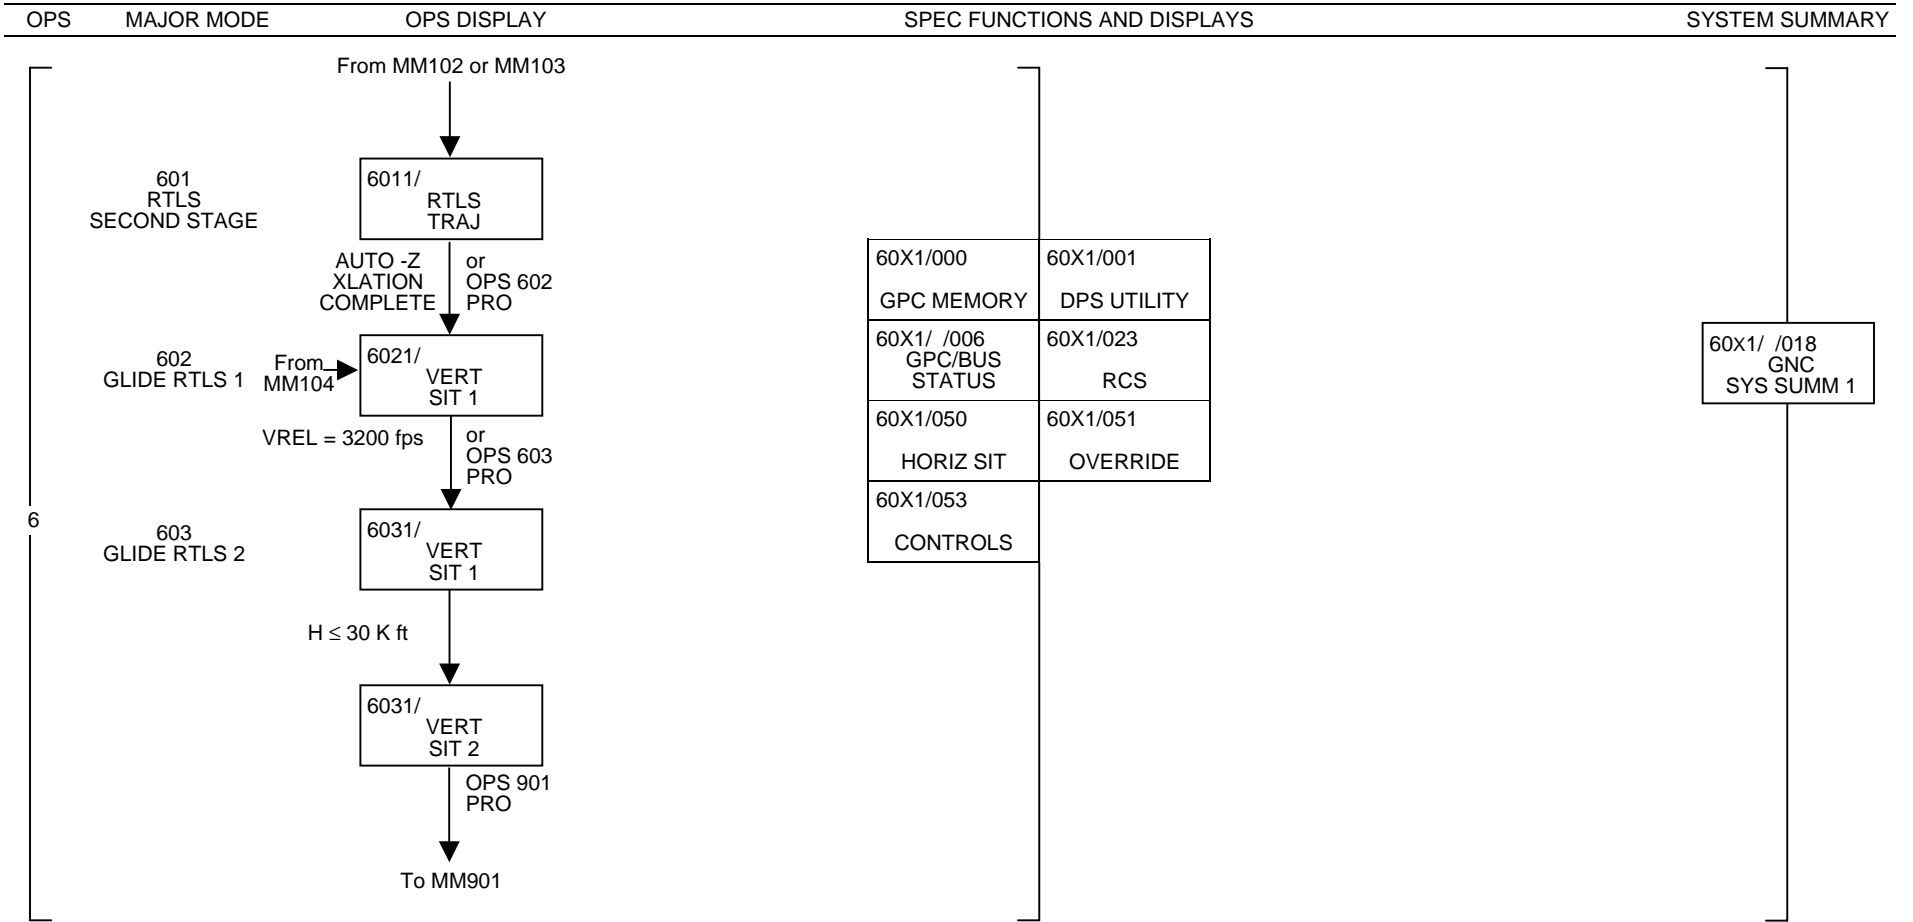 OPS MAJOR MODE OPS DISPLAY SPEC FUNCTIONS AND DISPLAYS SYSTEM SUMMARY
From MM102 or MM103
601
RTLS
SECOND STAGE
6011/
RTLS
TRAJ
AUTO -Z
XLATION
COMPLETE
or
OPS 602
PRO
602
GLIDE RTLS 1
From
MM104
6021/
VERT
SIT 1
VREL = 3200 fps
or
OPS 603
PRO
6
603
GLIDE RTLS 2
6031/
VERT
SIT 1
H ≤ 30 K ft
6031/
VERT
SIT 2
OPS 901
PRO
To MM901
60X1/000
GPC MEMORY
60X1/001
DPS UTILITY
60X1/ /006
GPC/BUS
STATUS
60X1/023
RCS
60X1/050
HORIZ SIT
60X1/051
OVERRIDE
60X1/053
CONTROLS
60X1/ /018
GNC
SYS SUMM 1